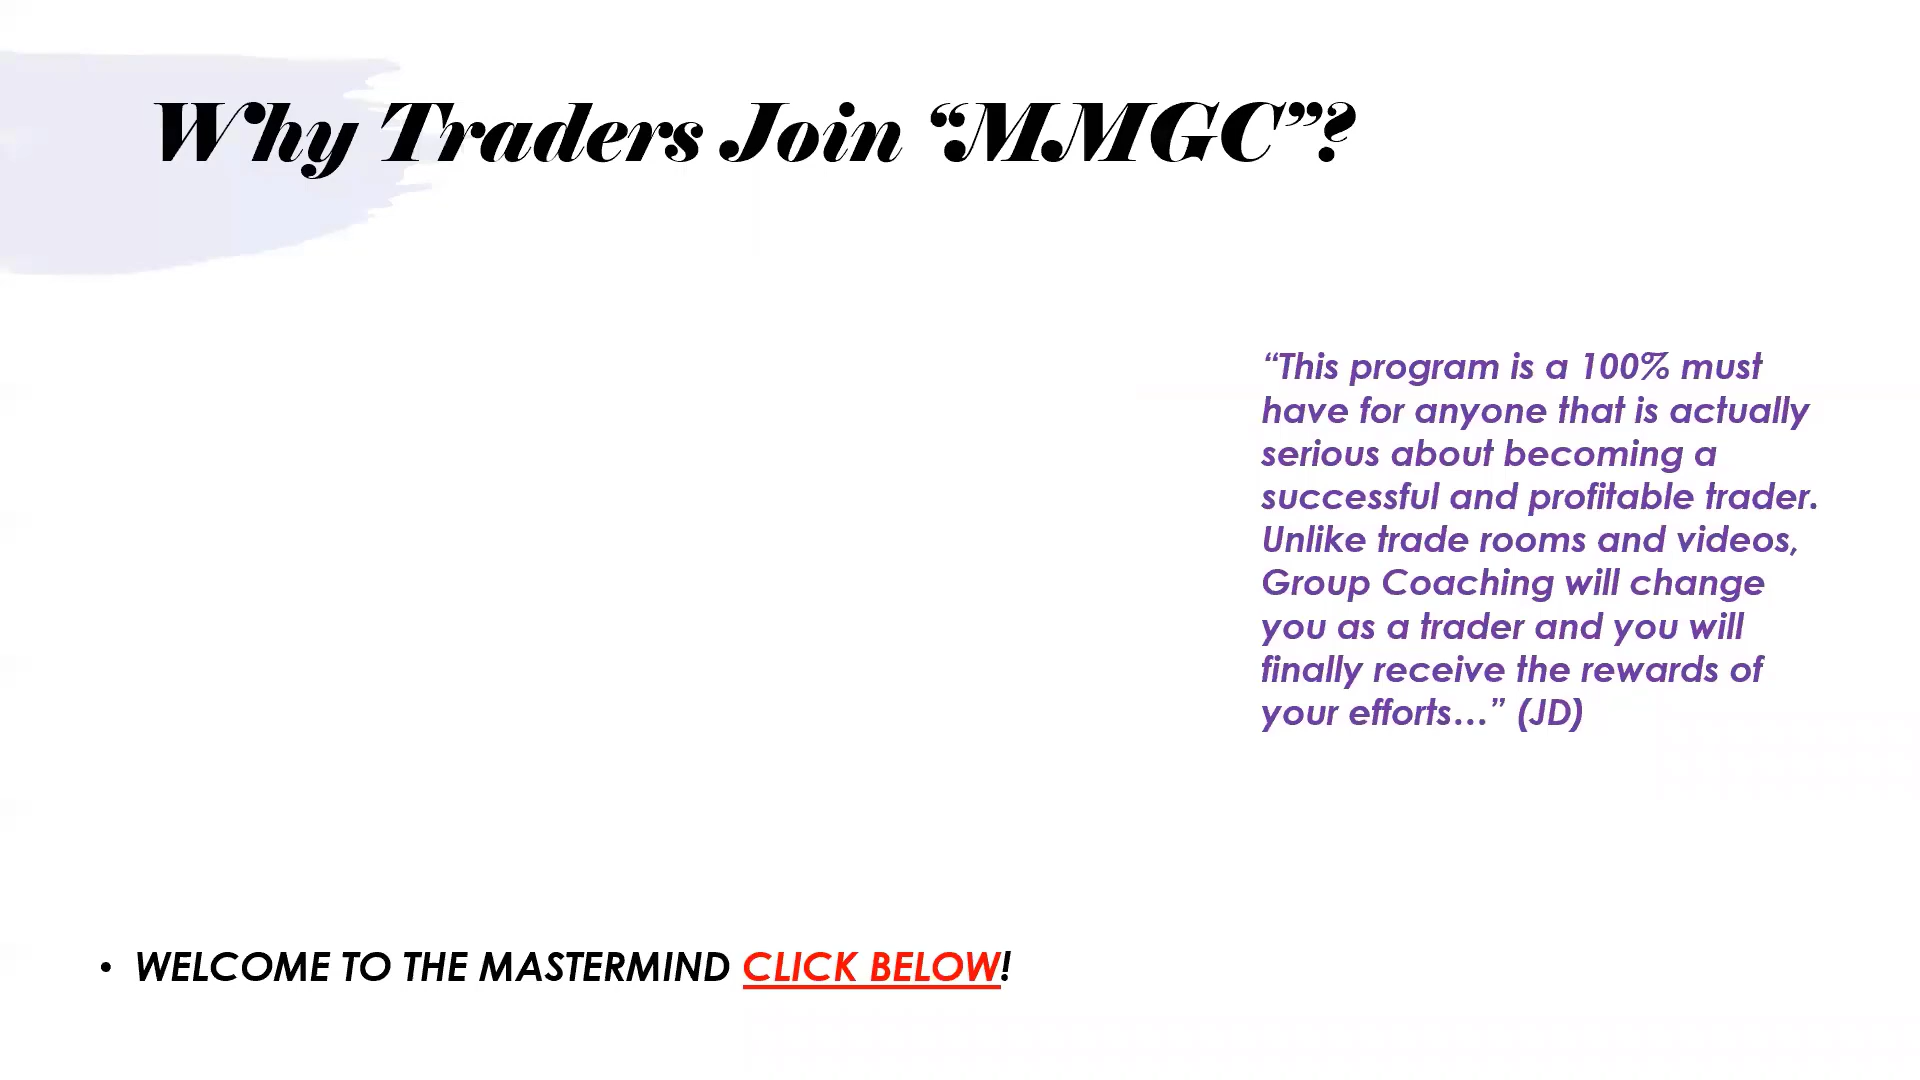 Why Traders Join “MMGC”?
“This program is a 100% must
have for anyone that is actually
serious about becoming a
successful and profitable trader.
Unlike trade rooms and videos,
Group Coaching will change
you as a trader and you will
finally receive the rewards of
your efforts…” (JD)
• WELCOME TO THE MASTERMIND CLICK BELOW!